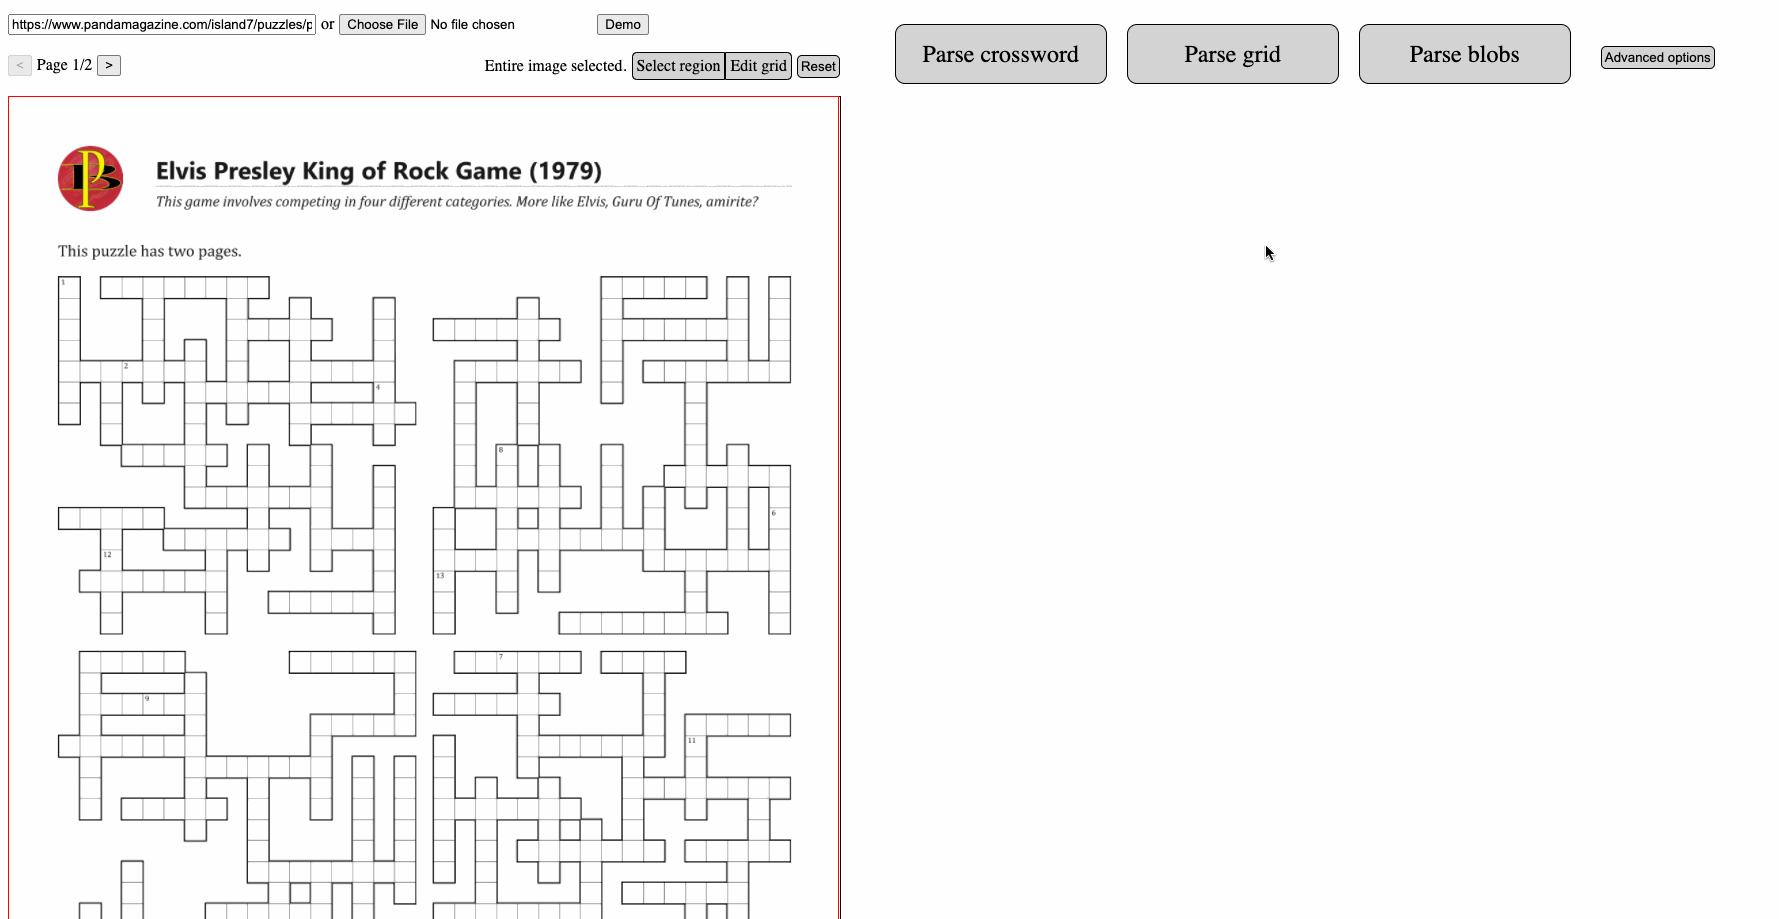 https://www.pandamagazine.com/island7/puzzles/p or Choose File No file chosen Demo
< Page 1/2 > Entire image selected. Select region Edit grid Reset
Parse crossword Parse grid Parse blobs Advanced options
PB
Elvis Presley King of Rock Game (1979)
This game involves competing in four different categories. More like Elvis, Guru Of Tunes, amirite?
This puzzle has two pages.
1
2
4
8
6
12
13
7
9
11